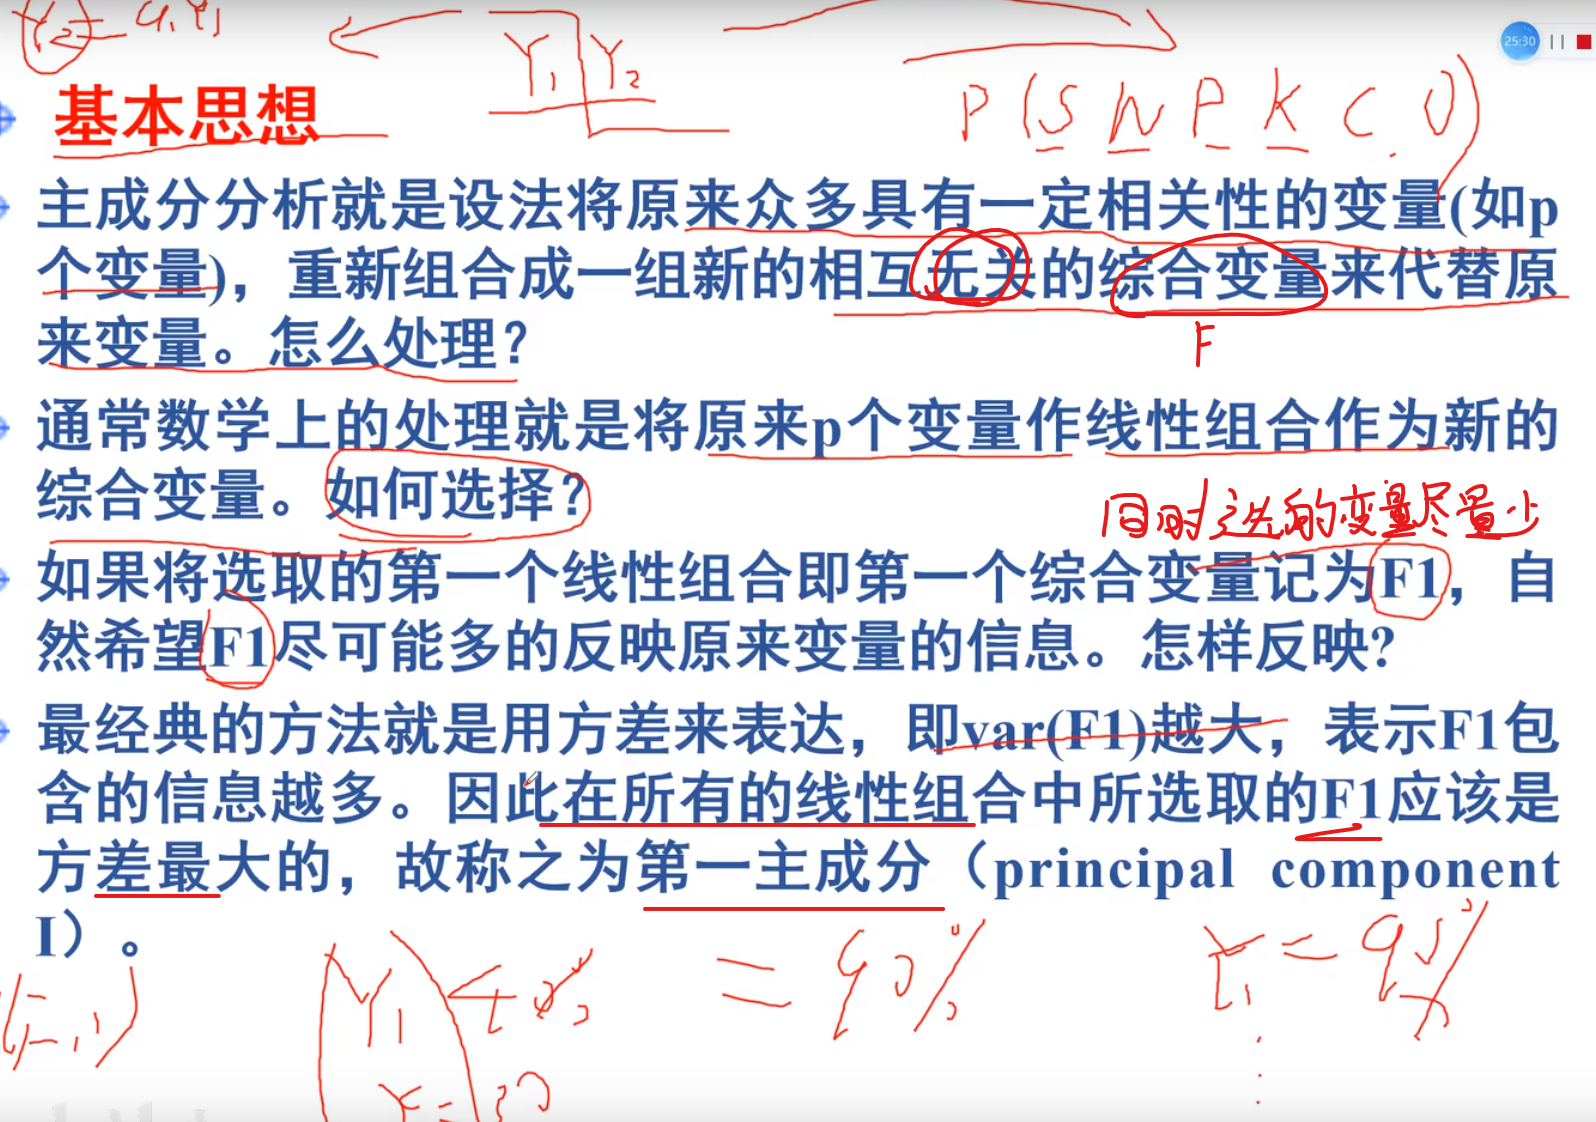 Y2 = a1Y1
Y1 Y2
25:30
P(S N P K C O)
基本思想
主成分分析就是设法将原来众多具有一定相关性的变量(如p
个变量)，重新组合成一组新的相互无关的综合变量来代替原
来变量。怎么处理?
F
通常数学上的处理就是将原来p个变量作线性组合作为新的
综合变量。如何选择?
同时选的变量尽量少
如果将选取的第一个线性组合即第一个综合变量记为F1，自
然希望F1尽可能多的反映原来变量的信息。怎样反映?
最经典的方法就是用方差来表达，即var(F1)越大，表示F1包
含的信息越多。因此在所有的线性组合中所选取的F1应该是
方差最大的，故称之为第一主成分（principal component
I）。
Y1
= 90%
= 95%